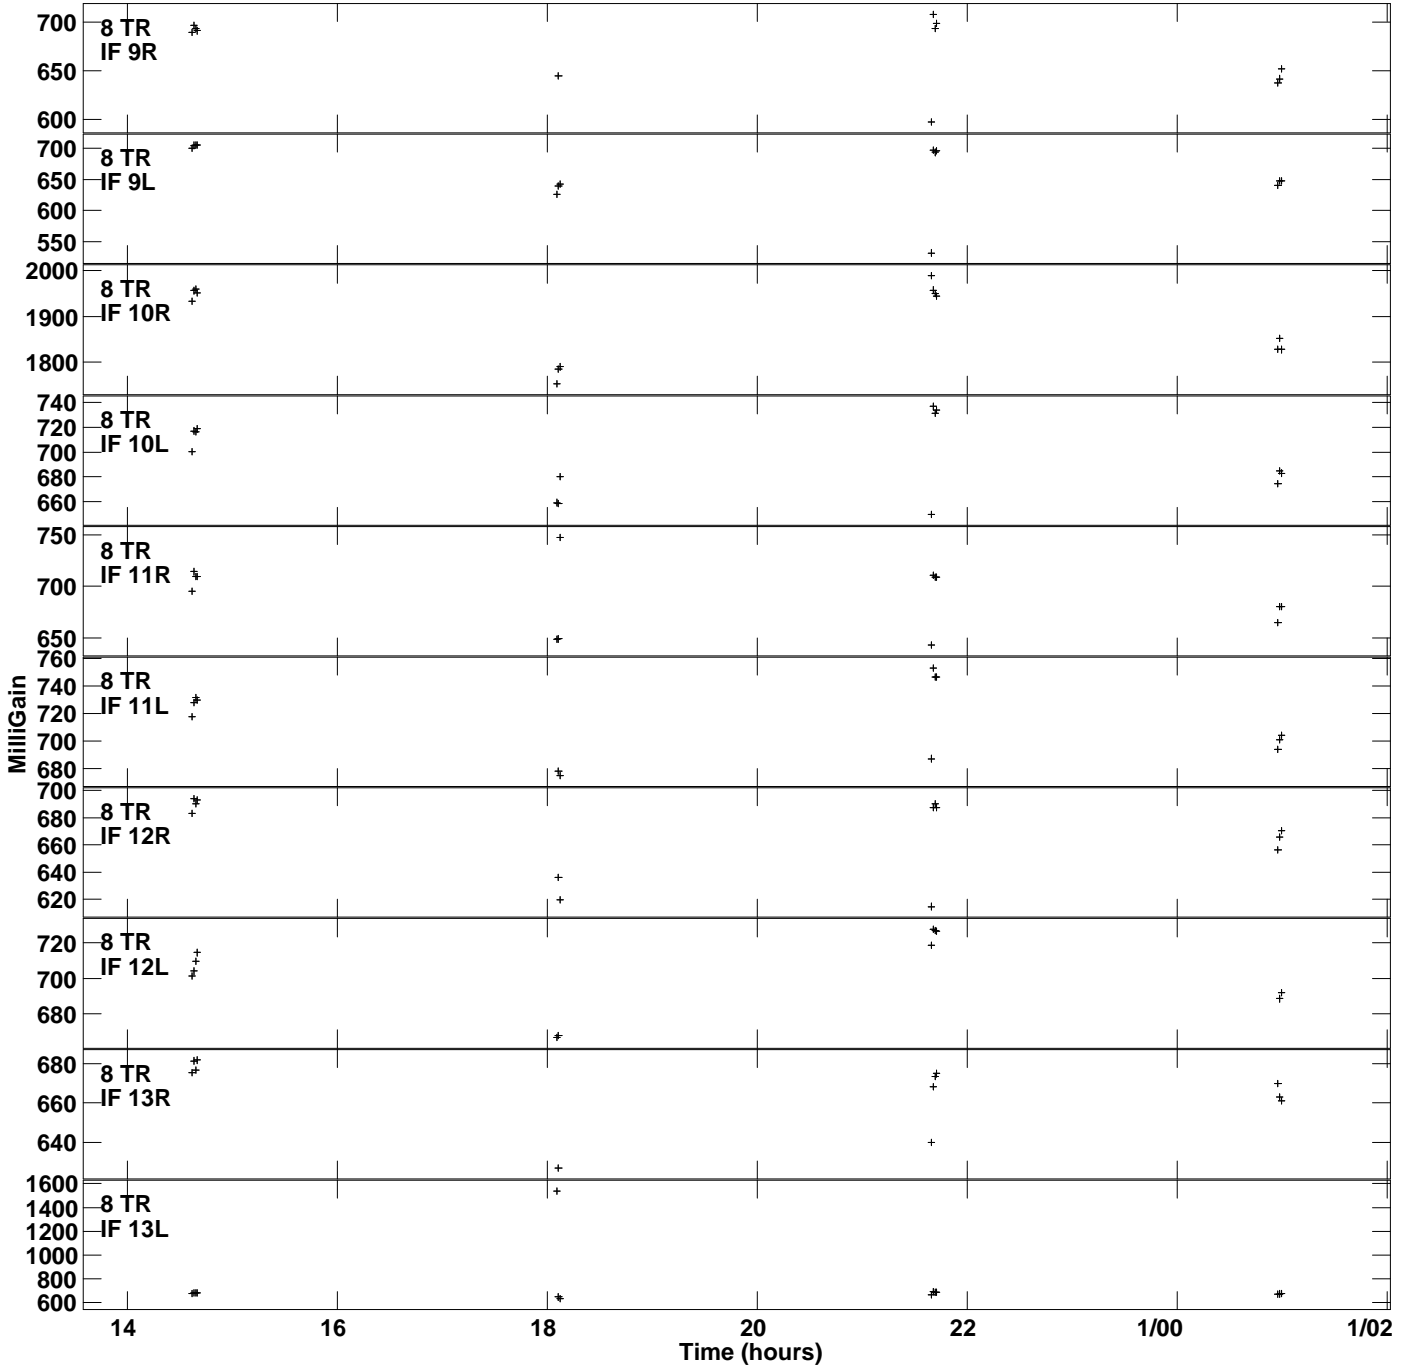 700
650
600
8 TR
IF 9R
700
650
600
550
8 TR
IF 9L
2000
1900
1800
8 TR
IF 10R
740
720
700
680
660
8 TR
IF 10L
750
700
650
8 TR
IF 11R
760
740
720
700
680
8 TR
IF 11L
MilliGain
700
680
660
640
620
8 TR
IF 12R
720
700
680
8 TR
IF 12L
680
660
640
8 TR
IF 13R
1600
1400
1200
1000
800
600
8 TR
IF 13L
14 16 18 20 22 1/00 1/02
Time (hours)